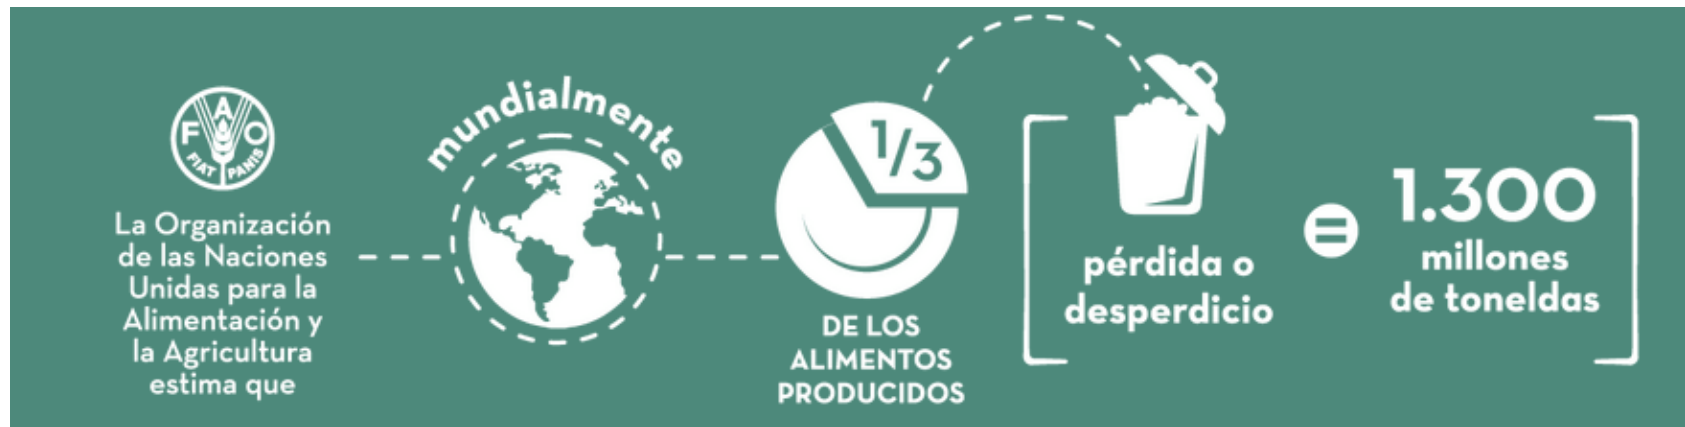 FAO
FIAT PANIS
La Organización
de las Naciones
Unidas para la
Alimentación y
la Agricultura
estima que
mundialmente
1/3
DE LOS
ALIMENTOS
PRODUCIDOS
pérdida o
desperdicio
=
1.300
millones
de toneldas